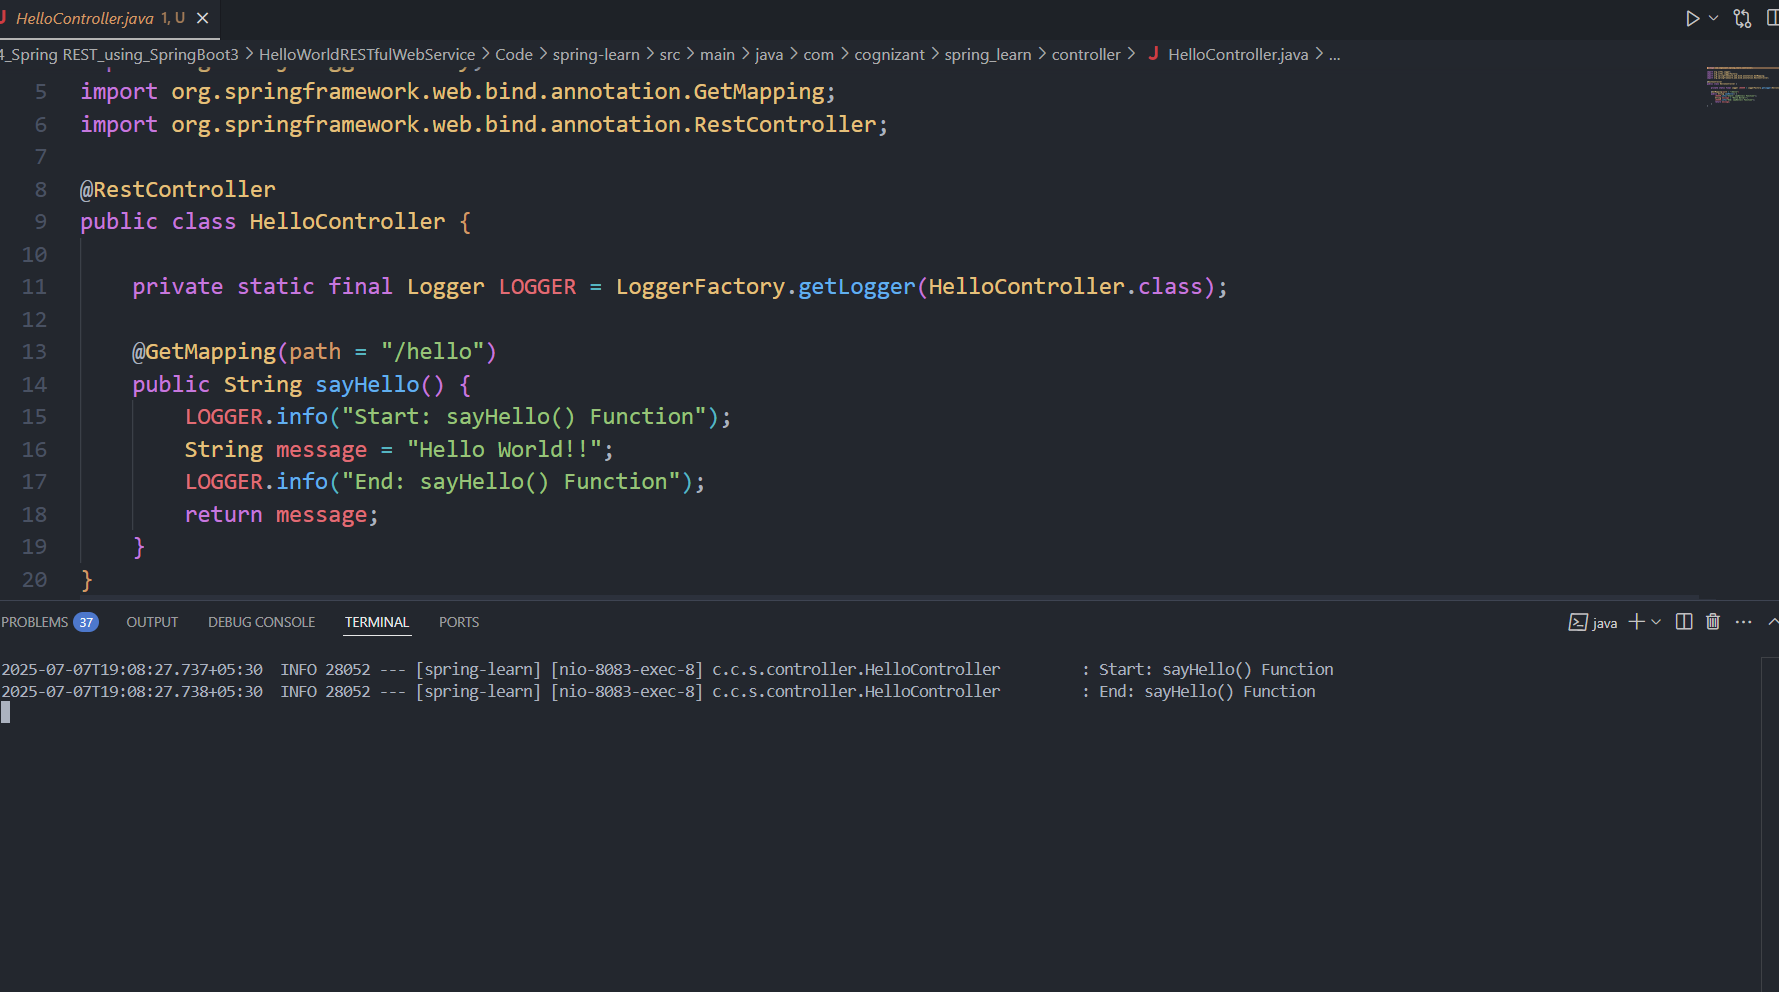 HelloController.java 1, U
4_Spring REST_using_SpringBoot3 > HelloWorldRESTfulWebService > Code > spring-learn > src > main > java > com > cognizant > spring_learn > controller > J HelloController.java > ...
5 import org.springframework.web.bind.annotation.GetMapping;
6 import org.springframework.web.bind.annotation.RestController;
7
8 @RestController
9 public class HelloController {
10
11     private static final Logger LOGGER = LoggerFactory.getLogger(HelloController.class);
12
13     @GetMapping(path = "/hello")
14     public String sayHello() {
15         LOGGER.info("Start: sayHello() Function");
16         String message = "Hello World!!";
17         LOGGER.info("End: sayHello() Function");
18         return message;
19     }
20 }
PROBLEMS 37 OUTPUT DEBUG CONSOLE TERMINAL PORTS java
2025-07-07T19:08:27.737+05:30  INFO 28052 --- [spring-learn] [nio-8083-exec-8] c.c.s.controller.HelloController         : Start: sayHello() Function
2025-07-07T19:08:27.738+05:30  INFO 28052 --- [spring-learn] [nio-8083-exec-8] c.c.s.controller.HelloController         : End: sayHello() Function